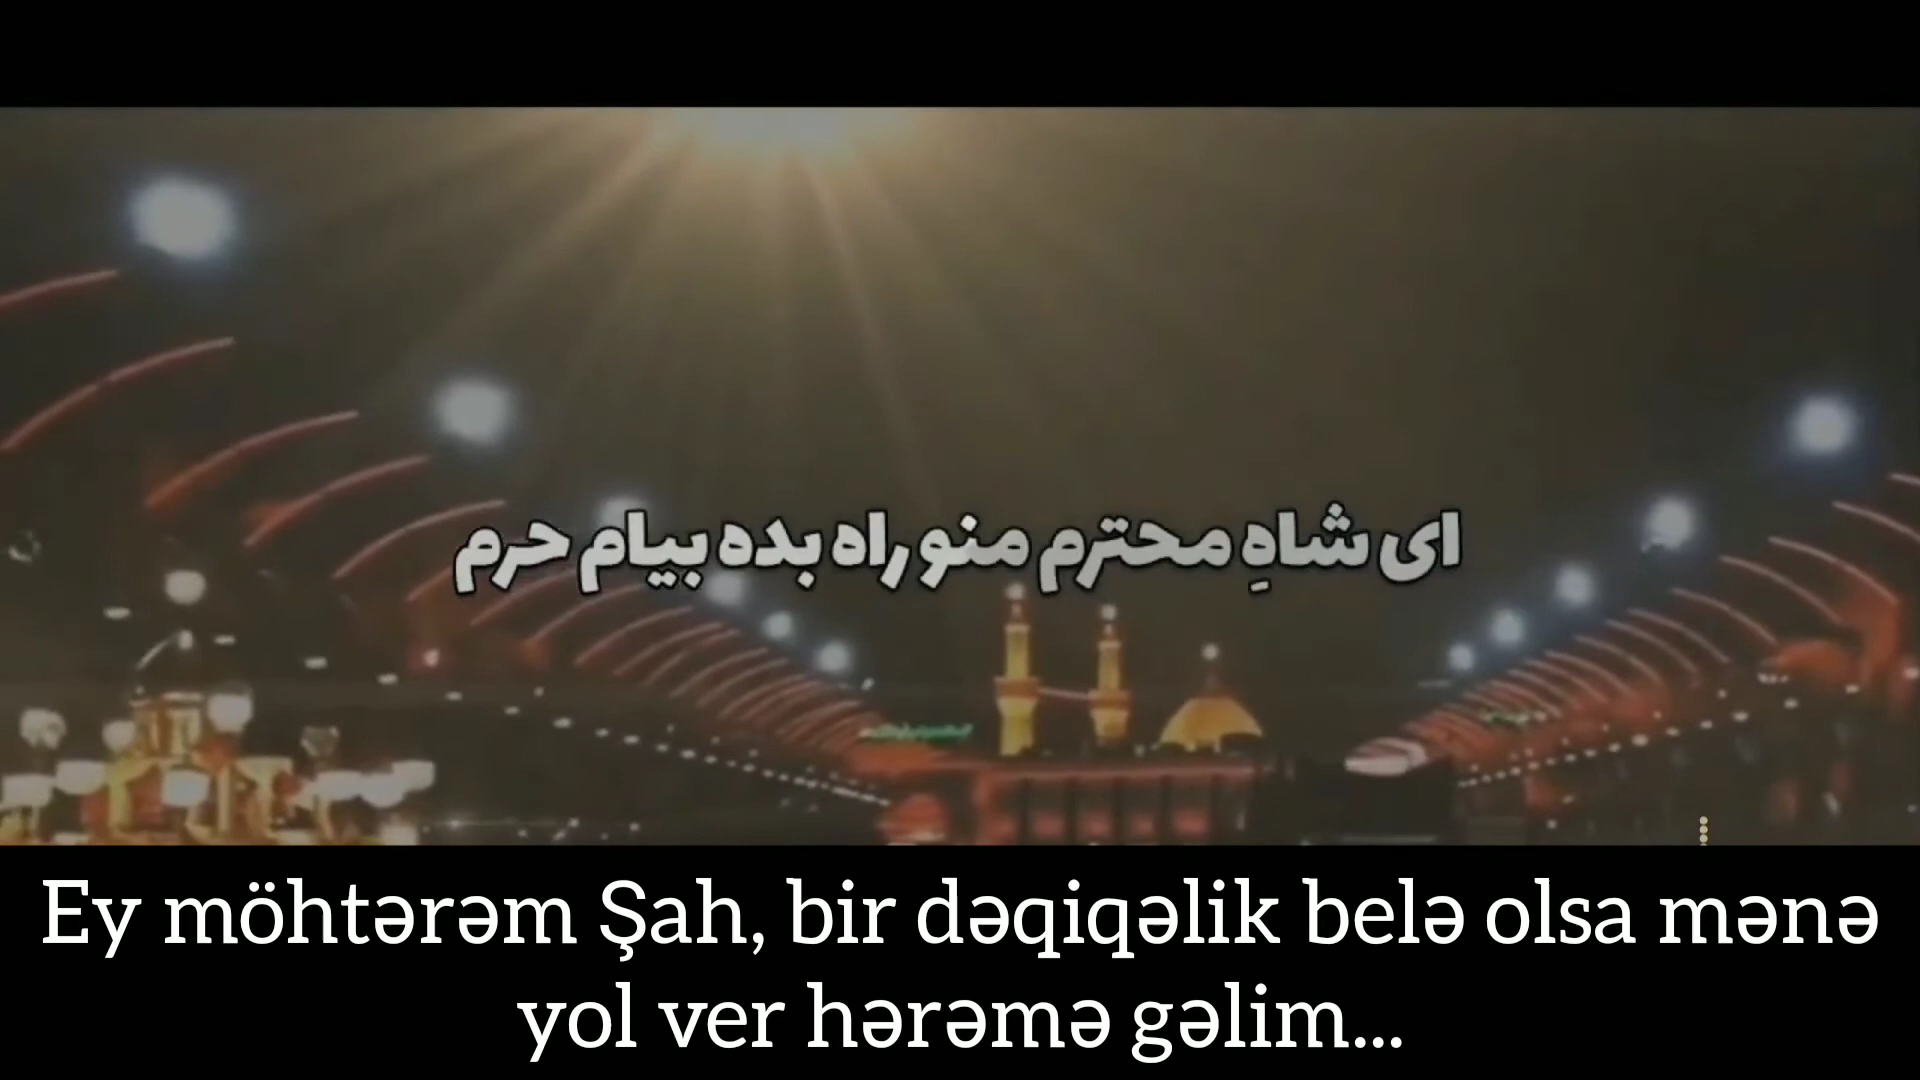 ای شاهِ محترم منو راه بده بیام حرم
Ey möhtərəm Şah, bir dəqiqəlik belə olsa mənə
yol ver hərəmə gəlim...